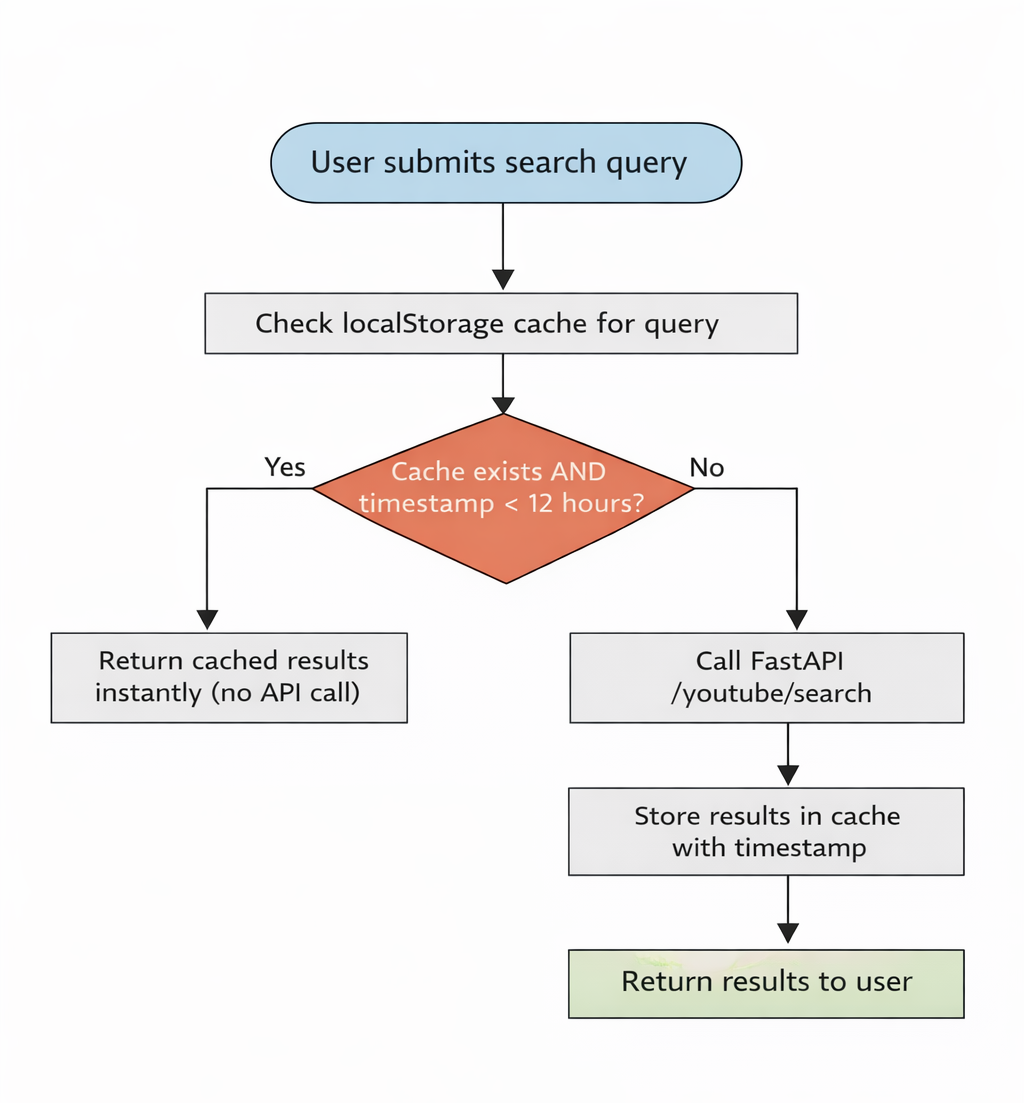 User submits search query
Check localStorage cache for query
Yes
No
Cache exists AND
timestamp < 12 hours?
Return cached results
instantly (no API call)
Call FastAPI
/youtube/search
Store results in cache
with timestamp
Return results to user